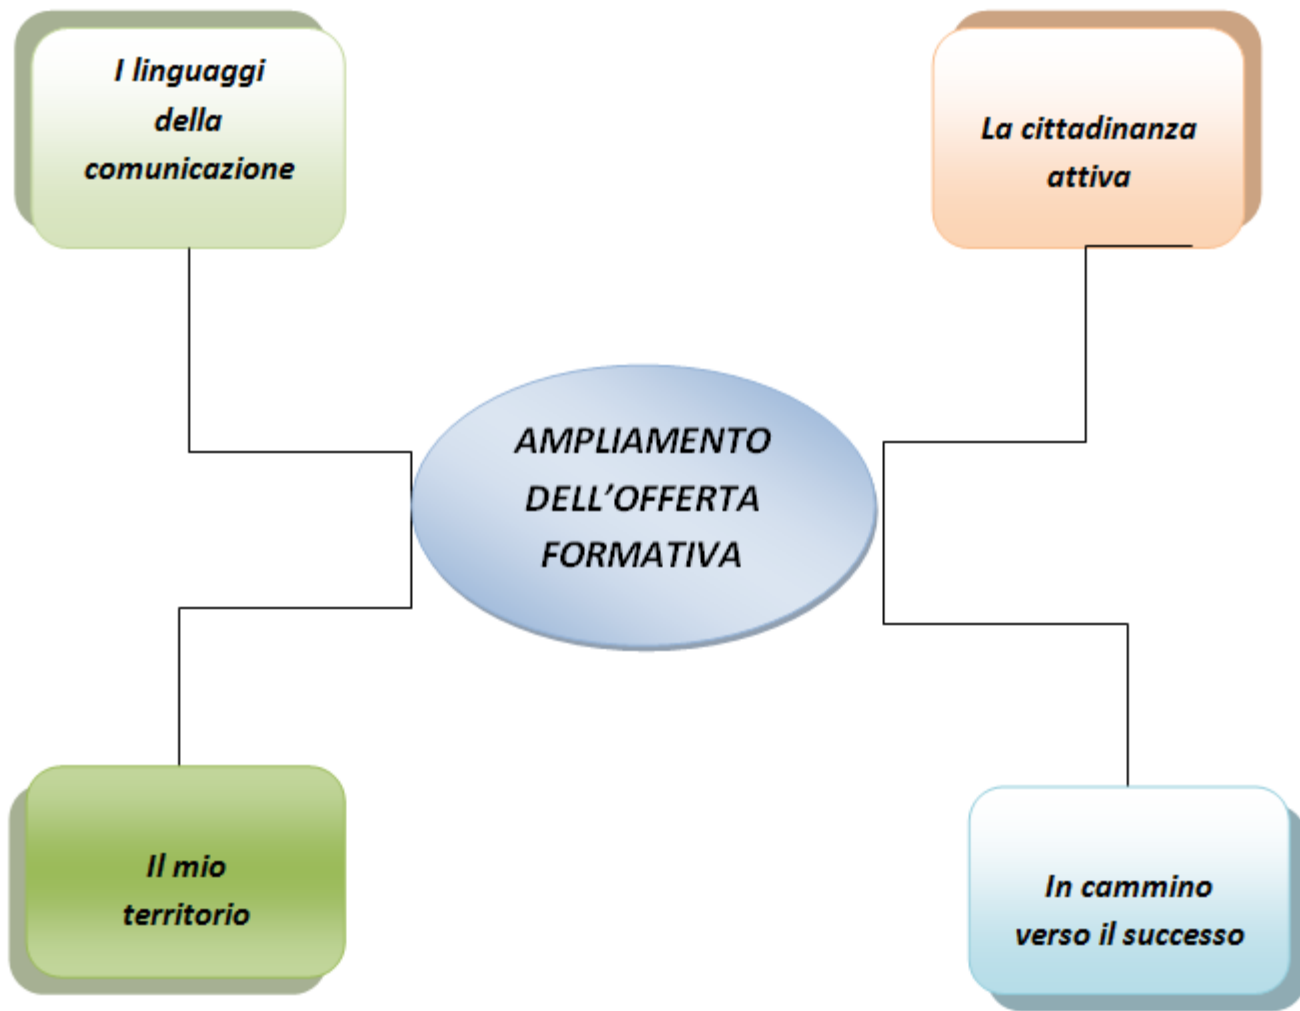 I linguaggi
della
comunicazione
La cittadinanza
attiva
AMPLIAMENTO
DELL’OFFERTA
FORMATIVA
Il mio
territorio
In cammino
verso il successo